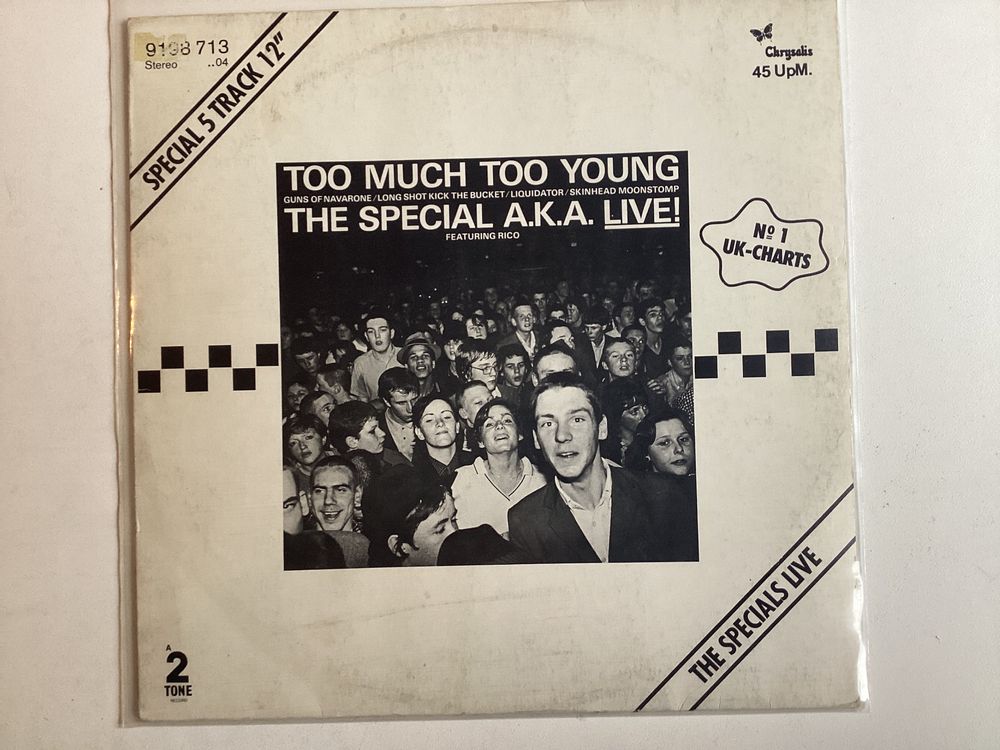 9198 713
Stereo ..04
SPECIAL 5 TRACK 12"
Chrysalis
45 UpM.
TOO MUCH TOO YOUNG
GUNS OF NAVARONE/LONG SHOT KICK THE BUCKET/LIQUIDATOR/SKINHEAD MOONSTOMP
THE SPECIAL A.K.A. LIVE!
FEATURING RICO
Nº 1
UK-CHARTS
THE SPECIALS LIVE
A
2
TONE
RECORD